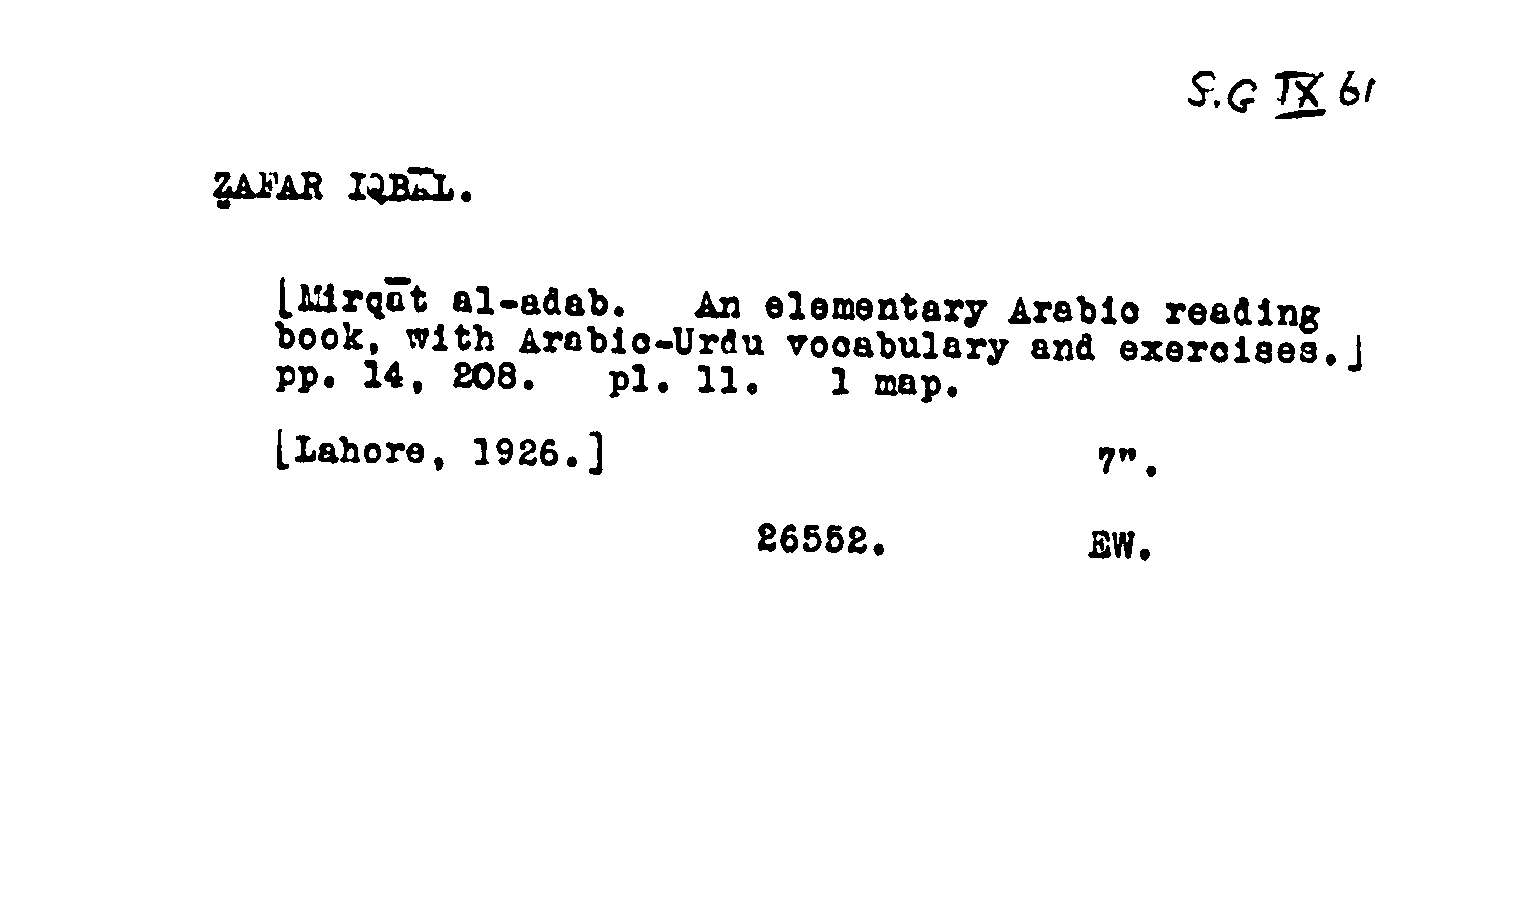 S.G IX 61
ẒAFAR IQBĀL.
[Mirqāt al-adab. An elementary Arabic reading
book, with Arabic-Urdu vocabulary and exercises.]
pp. 14, 208. pl. 11. 1 map.
[Lahore, 1926.] 7".
26552. EW.